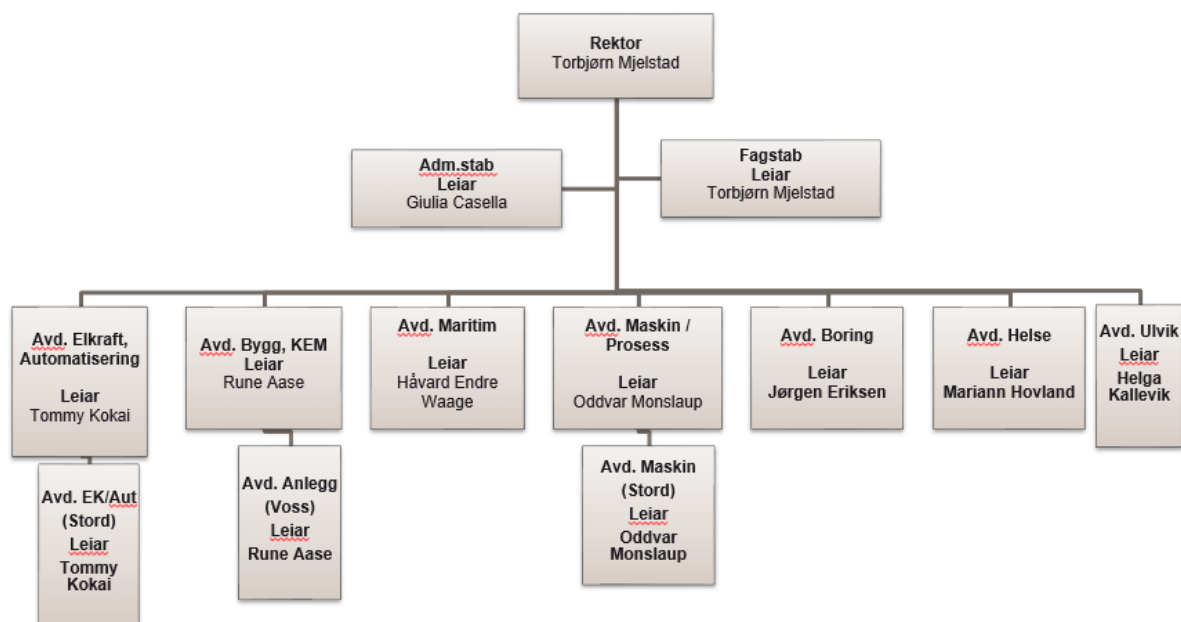 Rektor
Torbjørn Mjelstad
Adm.stab
Leiar
Giulia Casella
Fagstab
Leiar
Torbjørn Mjelstad
Avd. Elkraft,
Automatisering
Leiar
Tommy Kokai
Avd. Bygg, KEM
Leiar
Rune Aase
Avd. Maritim
Leiar
Håvard Endre
Waage
Avd. Maskin /
Prosess
Leiar
Oddvar Monslaup
Avd. Boring
Leiar
Jørgen Eriksen
Avd. Helse
Leiar
Mariann Hovland
Avd. Ulvik
Leiar
Helga
Kallevik
Avd. EK/Aut
(Stord)
Leiar
Tommy
Kokai
Avd. Anlegg
(Voss)
Leiar
Rune Aase
Avd. Maskin
(Stord)
Leiar
Oddvar
Monslaup